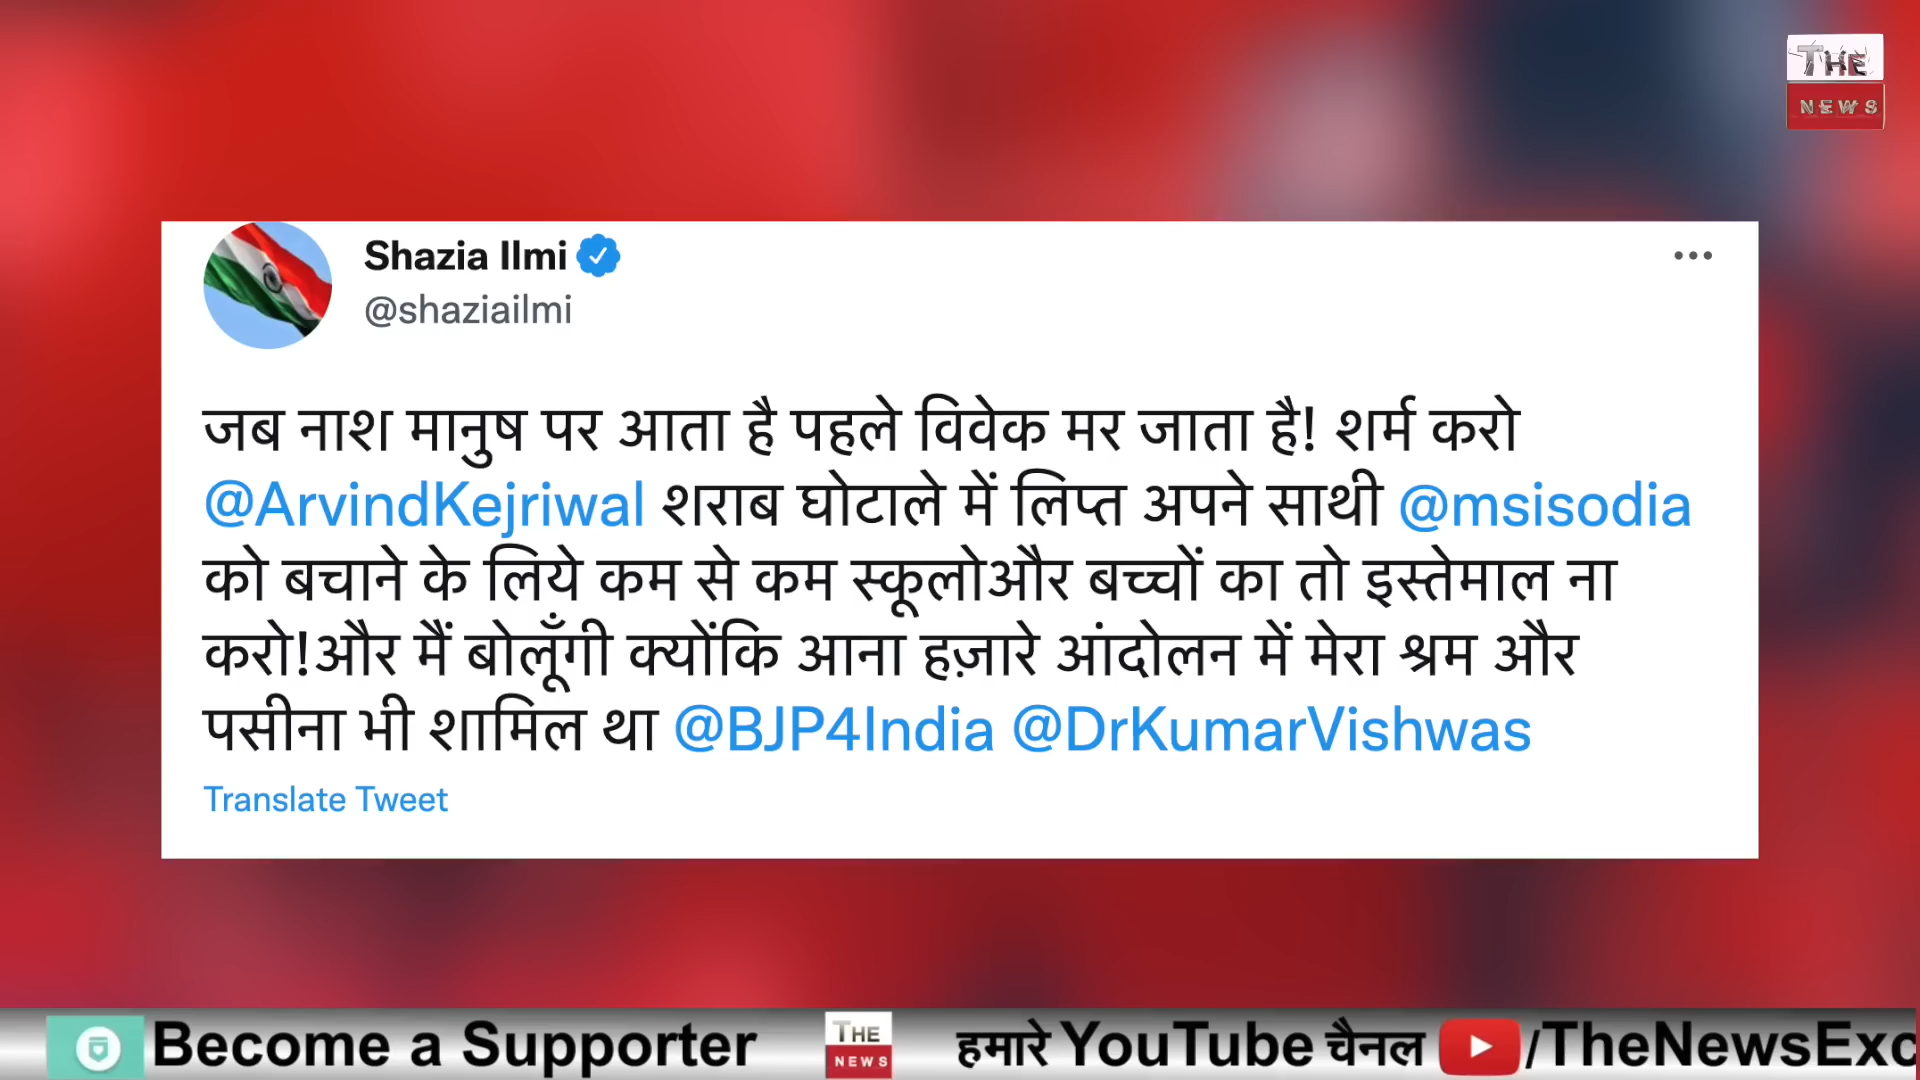 THE
NEWS
Shazia Ilmi
@shaziailmi
जब नाश मानुष पर आता है पहले विवेक मर जाता है! शर्म करो
@ArvindKejriwal शराब घोटाले में लिप्त अपने साथी @msisodia
को बचाने के लिये कम से कम स्कूलोऔर बच्चों का तो इस्तेमाल ना
करो!और मैं बोलूँगी क्योंकि आना हज़ारे आंदोलन में मेरा श्रम और
पसीना भी शामिल था @BJP4India @DrKumarVishwas
Translate Tweet
Become a Supporter THE NEWS हमारे YouTube चैनल /TheNewsExc